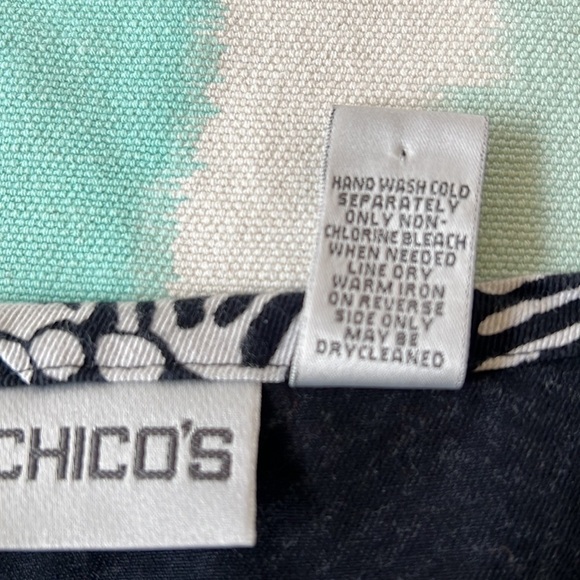 HAND WASH COLD
SEPARATELY
ONLY NON-
CHLORINE BLEACH
WHEN NEEDED
LINE DRY
WARM IRON
ON REVERSE
SIDE ONLY
MAY BE
DRYCLEANED
CHICO'S